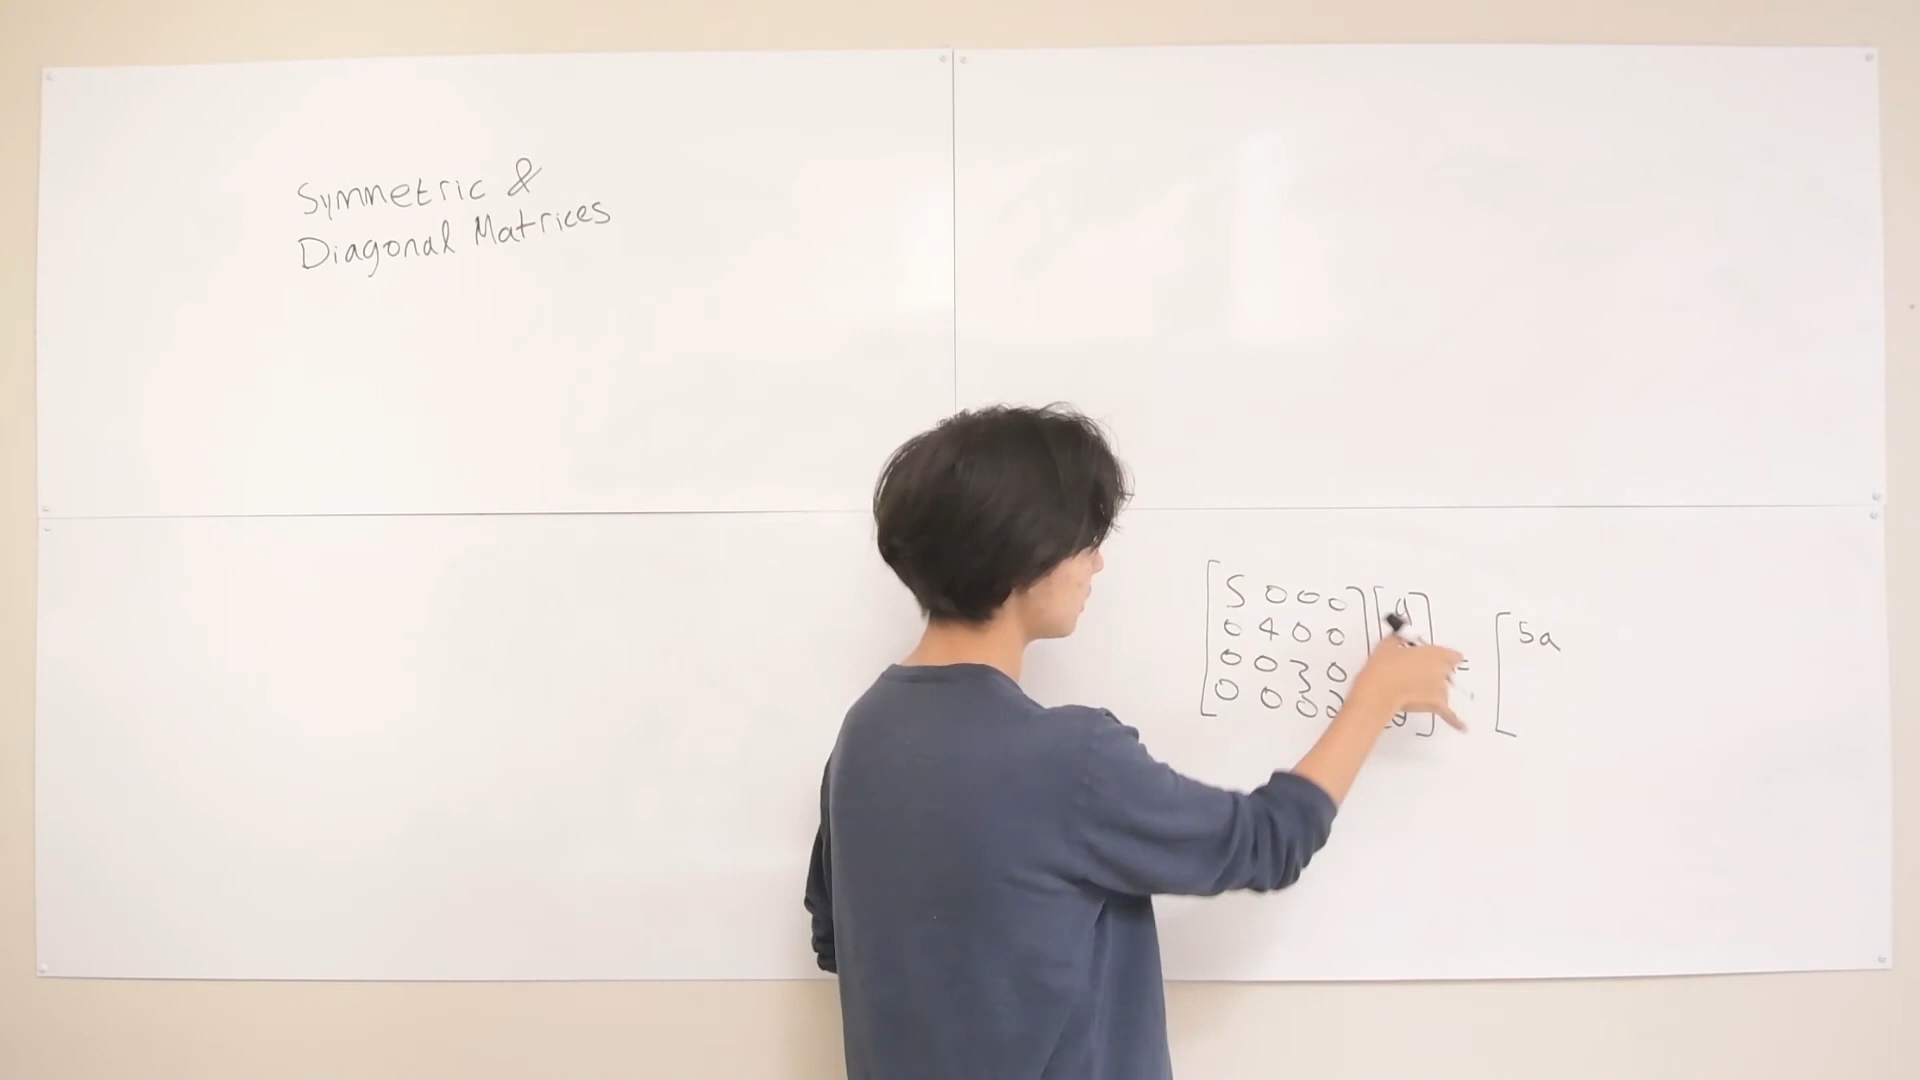 Symmetric &
Diagonal Matrices
5 0 0 0
0 4 0 0
0 0 3 0
0 0 0 2
a
d
=
5a